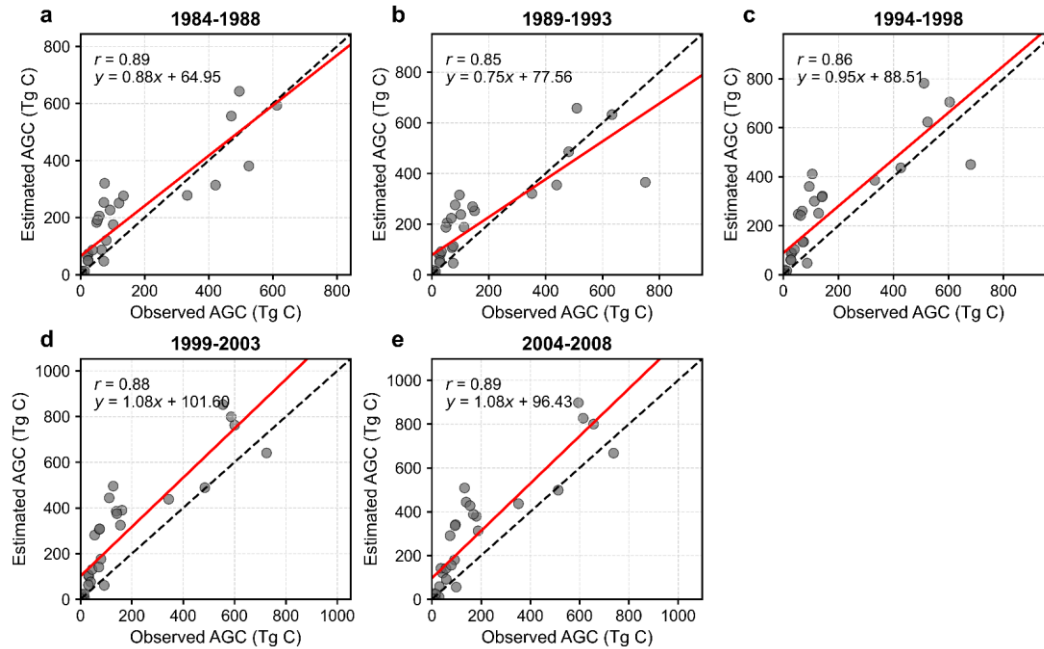 a 1984-1988
r = 0.89
y = 0.88x + 64.95
800
600
400
200
0
0 200 400 600 800
Estimated AGC (Tg C)
Observed AGC (Tg C)
b 1989-1993
r = 0.85
y = 0.75x + 77.56
800
600
400
200
0
0 200 400 600 800
Estimated AGC (Tg C)
Observed AGC (Tg C)
c 1994-1998
r = 0.86
y = 0.95x + 88.51
800
600
400
200
0
0 200 400 600 800
Estimated AGC (Tg C)
Observed AGC (Tg C)
d 1999-2003
r = 0.88
y = 1.08x + 101.60
1000
800
600
400
200
0
0 200 400 600 800 1000
Estimated AGC (Tg C)
Observed AGC (Tg C)
e 2004-2008
r = 0.89
y = 1.08x + 96.43
1000
800
600
400
200
0
0 200 400 600 800 1000
Estimated AGC (Tg C)
Observed AGC (Tg C)